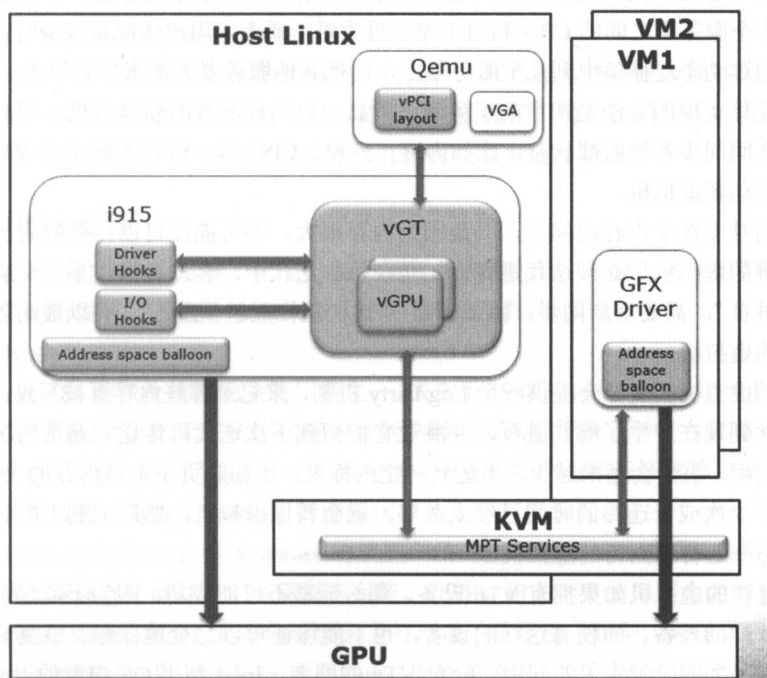 Host Linux
Qemu
vPCI
layout
VGA
VM2
VM1
i915
Driver
Hooks
I/O
Hooks
Address space balloon
vGT
vGPU
GFX
Driver
Address
space
balloon
KVM
MPT Services
GPU